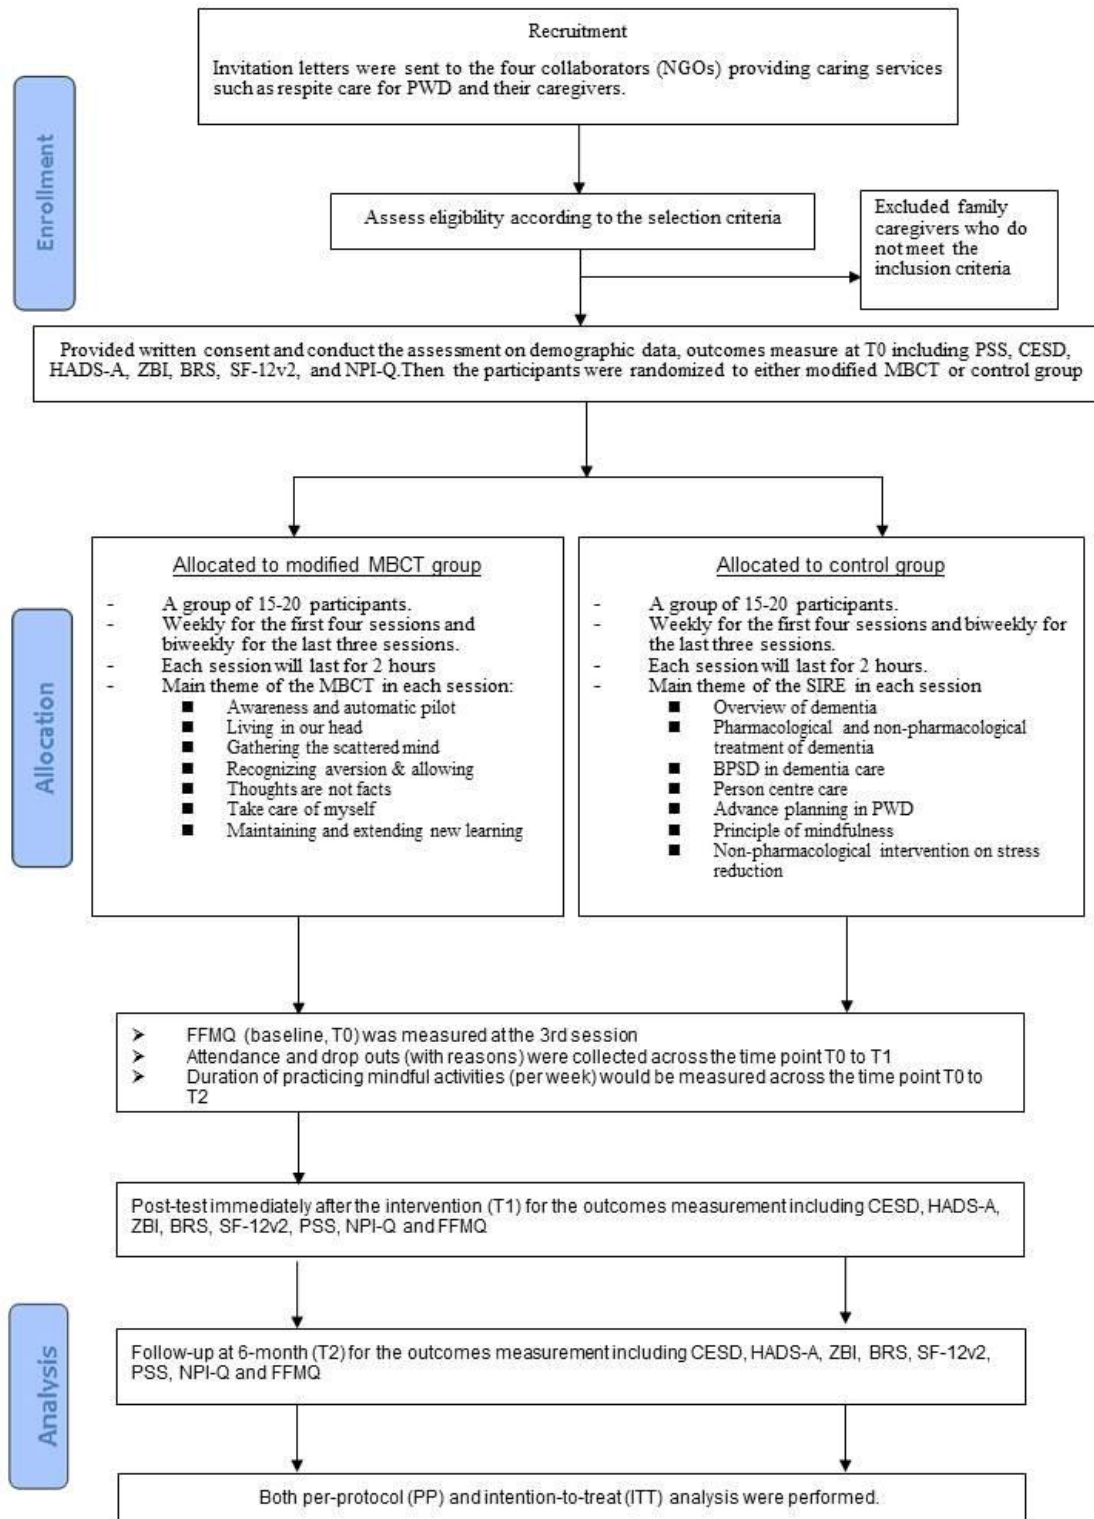 Recruitment
Invitation letters were sent to the four collaborators (NGOs) providing caring services
such as respite care for PWD and their caregivers.
Enrollment
Assess eligibility according to the selection criteria
Excluded family
caregivers who do
not meet the
inclusion criteria
Provided written consent and conduct the assessment on demographic data, outcomes measure at T0 including PSS, CESD,
HADS-A, ZBI, BRS, SF-12v2, and NPI-Q.Then the participants were randomized to either modified MBCT or control group
Allocation
Allocated to modified MBCT group
- A group of 15-20 participants.
- Weekly for the first four sessions and
biweekly for the last three sessions.
- Each session will last for 2 hours
- Main theme of the MBCT in each session:
■ Awareness and automatic pilot
■ Living in our head
■ Gathering the scattered mind
■ Recognizing aversion & allowing
■ Thoughts are not facts
■ Take care of myself
■ Maintaining and extending new learning
Allocated to control group
- A group of 15-20 participants.
- Weekly for the first four sessions and biweekly for
the last three sessions.
- Each session will last for 2 hours.
- Main theme of the SIRE in each session
■ Overview of dementia
■ Pharmacological and non-pharmacological
treatment of dementia
■ BPSD in dementia care
■ Person centre care
■ Advance planning in PWD
■ Principle of mindfulness
■ Non-pharmacological intervention on stress
reduction
➢ FFMQ (baseline, T0) was measured at the 3rd session
➢ Attendance and drop outs (with reasons) were collected across the time point T0 to T1
➢ Duration of practicing mindful activities (per week) would be measured across the time point T0 to
T2
Post-test immediately after the intervention (T1) for the outcomes measurement including CESD, HADS-A,
ZBI, BRS, SF-12v2, PSS, NPI-Q and FFMQ
Analysis
Follow-up at 6-month (T2) for the outcomes measurement including CESD, HADS-A, ZBI, BRS, SF-12v2,
PSS, NPI-Q and FFMQ
Both per-protocol (PP) and intention-to-treat (ITT) analysis were performed.